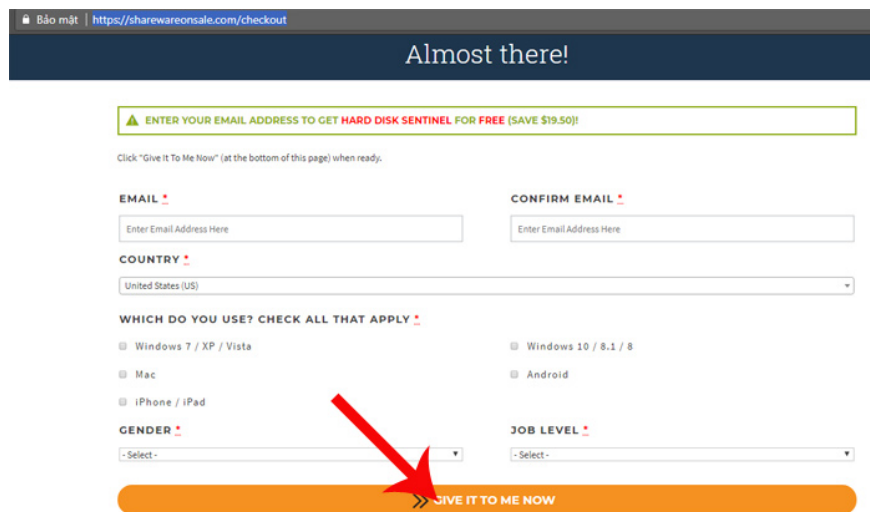 Bảo mật | https://sharewareonsale.com/checkout
Almost there!
ENTER YOUR EMAIL ADDRESS TO GET HARD DISK SENTINEL FOR FREE (SAVE $19.50)!
Click "Give It To Me Now" (at the bottom of this page) when ready.
EMAIL * CONFIRM EMAIL *
Enter Email Address Here Enter Email Address Here
COUNTRY *
United States (US)
WHICH DO YOU USE? CHECK ALL THAT APPLY *
Windows 7 / XP / Vista Windows 10 / 8.1 / 8
Mac Android
iPhone / iPad
GENDER * JOB LEVEL *
- Select - - Select -
GIVE IT TO ME NOW